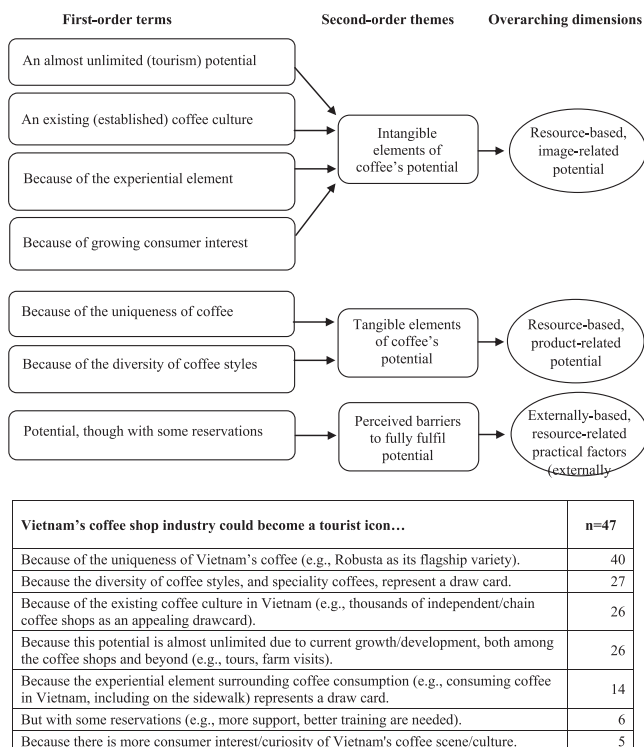 First-order terms
Second-order themes
Overarching dimensions
An almost unlimited (tourism) potential
An existing (established) coffee culture
Because of the experiential element
Because of growing consumer interest
Intangible
elements of
coffee's potential
Resource-based,
image-related
potential
Because of the uniqueness of coffee
Because of the diversity of coffee styles
Tangible elements
of coffee's
potential
Resource-based,
product-related
potential
Potential, though with some reservations
Perceived barriers
to fully fulfil
potential
Externally-based,
resource-related
practical factors
(externally
Vietnam's coffee shop industry could become a tourist icon… n=47
Because of the uniqueness of Vietnam's coffee (e.g., Robusta as its flagship variety). 40
Because the diversity of coffee styles, and speciality coffees, represent a draw card. 27
Because of the existing coffee culture in Vietnam (e.g., thousands of independent/chain
coffee shops as an appealing drawcard). 26
Because this potential is almost unlimited due to current growth/development, both among
the coffee shops and beyond (e.g., tours, farm visits). 26
Because the experiential element surrounding coffee consumption (e.g., consuming coffee
in Vietnam, including on the sidewalk) represents a draw card. 14
But with some reservations (e.g., more support, better training are needed). 6
Because there is more consumer interest/curiosity of Vietnam's coffee scene/culture. 5